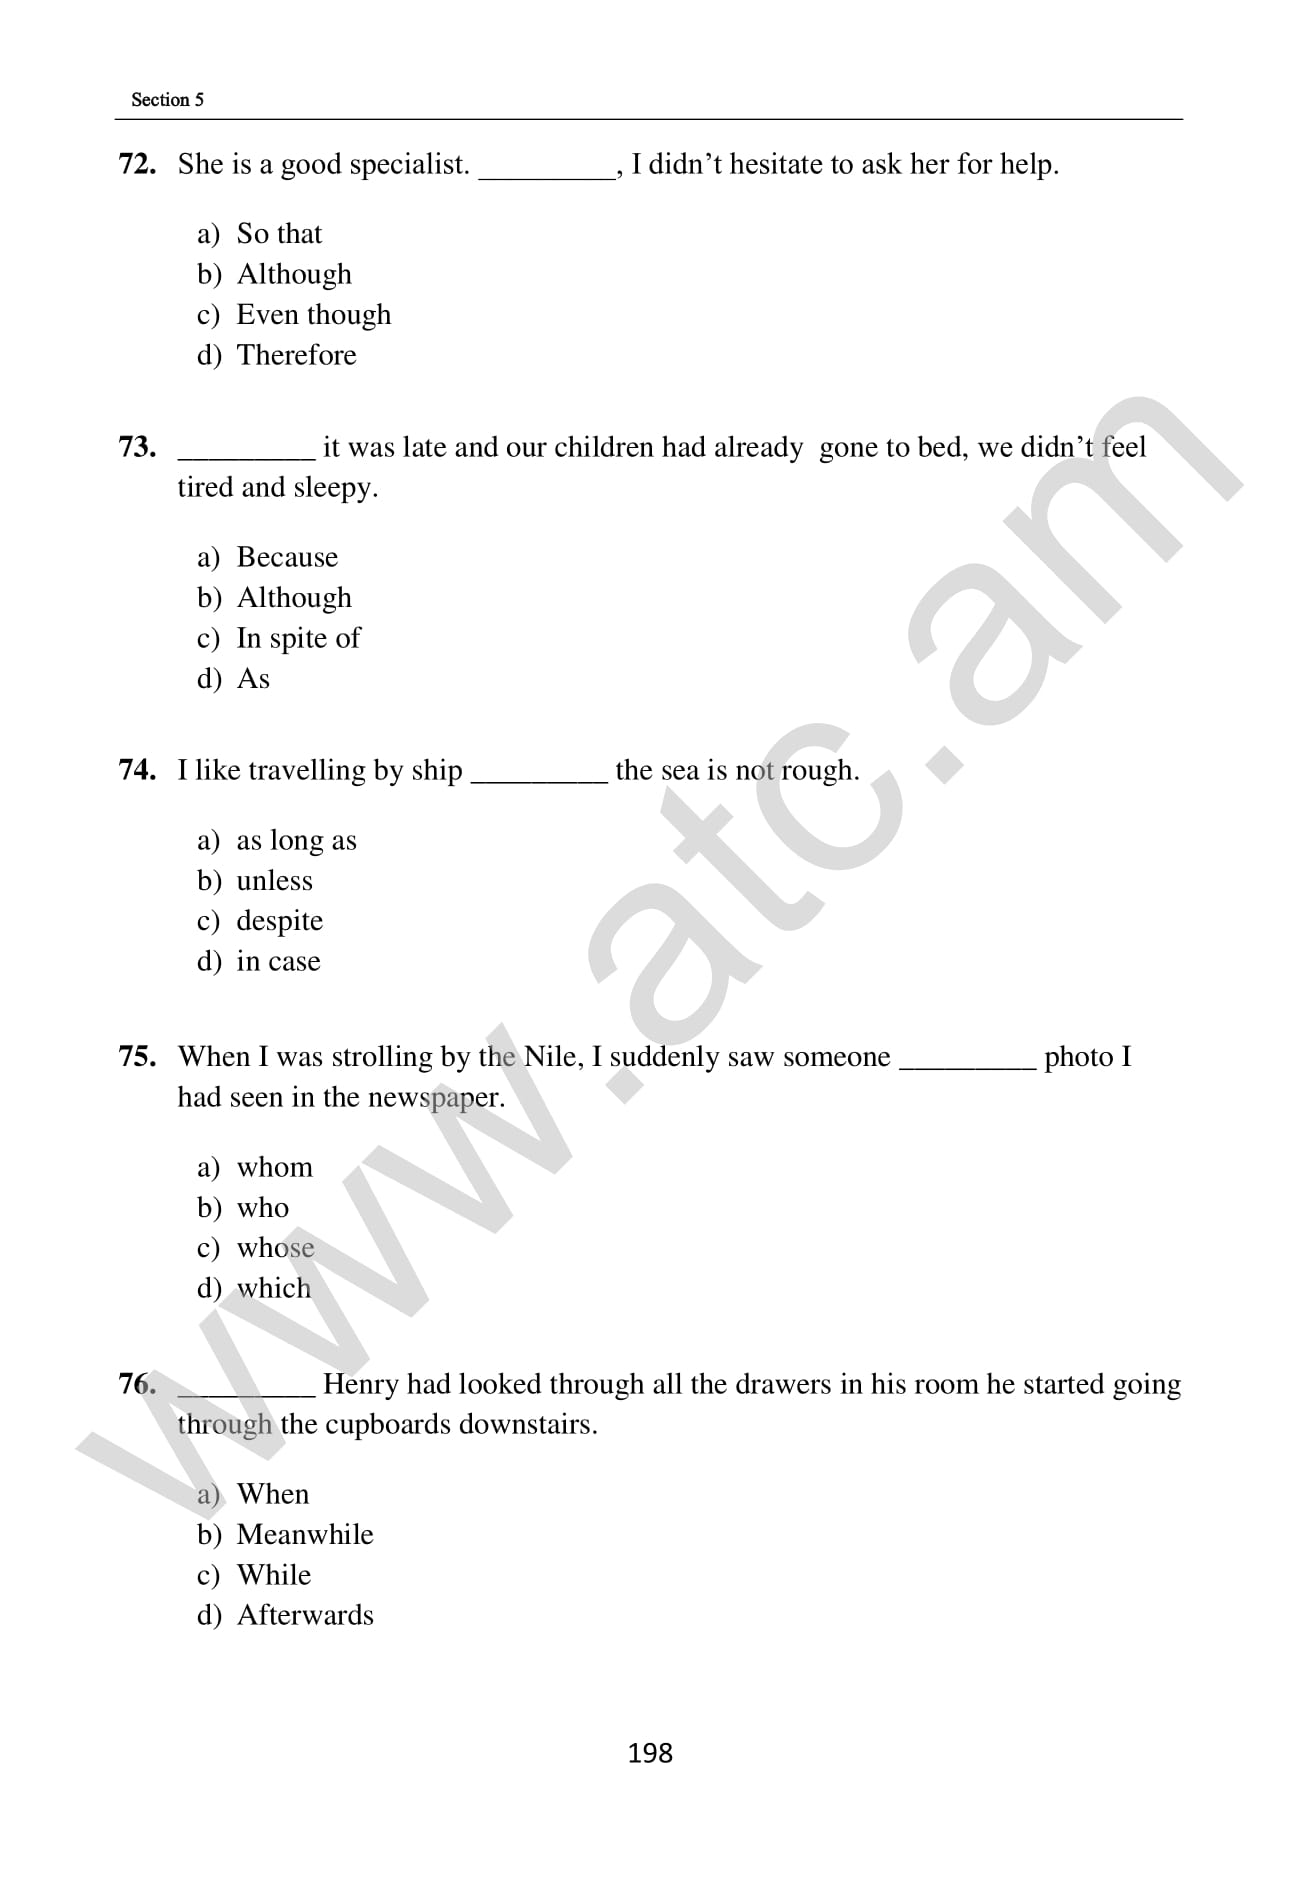 Section 5
72. She is a good specialist. _________, I didn’t hesitate to ask her for help.
a) So that
b) Although
c) Even though
d) Therefore
73. _________ it was late and our children had already gone to bed, we didn’t feel
tired and sleepy.
a) Because
b) Although
c) In spite of
d) As
74. I like travelling by ship _________ the sea is not rough.
a) as long as
b) unless
c) despite
d) in case
75. When I was strolling by the Nile, I suddenly saw someone _________ photo I
had seen in the newspaper.
a) whom
b) who
c) whose
d) which
76. _________ Henry had looked through all the drawers in his room he started going
through the cupboards downstairs.
a) When
b) Meanwhile
c) While
d) Afterwards
198
www.atc.am